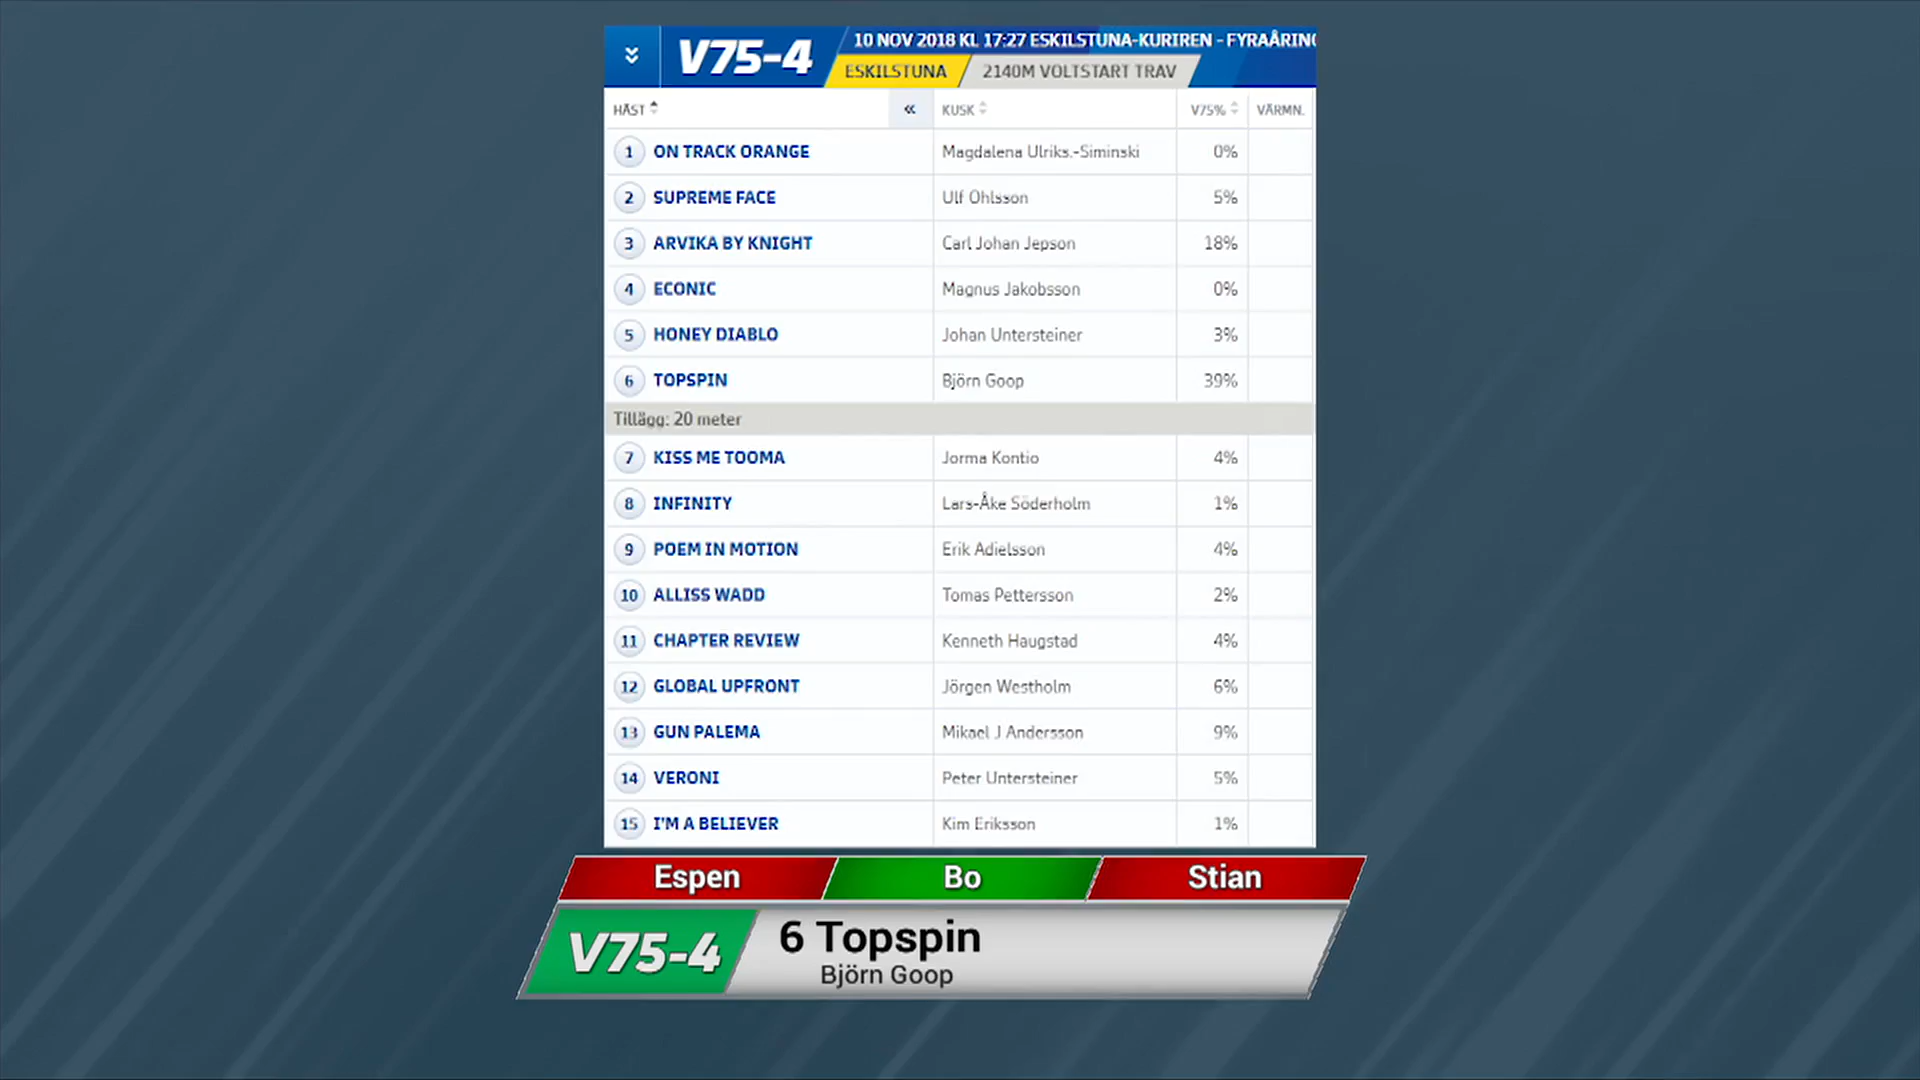 V75-4
10 NOV 2018 KL 17:27 ESKILSTUNA-KURIREN - FYRAÅRING
ESKILSTUNA 2140M VOLTSTART TRAV
HÄST KUSK V75% VÄRMN.
1 ON TRACK ORANGE Magdalena Ulriks.-Siminski 0%
2 SUPREME FACE Ulf Ohlsson 5%
3 ARVIKA BY KNIGHT Carl Johan Jepson 18%
4 ECONIC Magnus Jakobsson 0%
5 HONEY DIABLO Johan Untersteiner 3%
6 TOPSPIN Björn Goop 39%
Tillägg: 20 meter
7 KISS ME TOOMA Jorma Kontio 4%
8 INFINITY Lars-Åke Söderholm 1%
9 POEM IN MOTION Erik Adielsson 4%
10 ALLISS WADD Tomas Pettersson 2%
11 CHAPTER REVIEW Kenneth Haugstad 4%
12 GLOBAL UPFRONT Jörgen Westholm 6%
13 GUN PALEMA Mikael J Andersson 9%
14 VERONI Peter Untersteiner 5%
15 I'M A BELIEVER Kim Eriksson 1%
Espen Bo Stian
V75-4
6 Topspin
Björn Goop